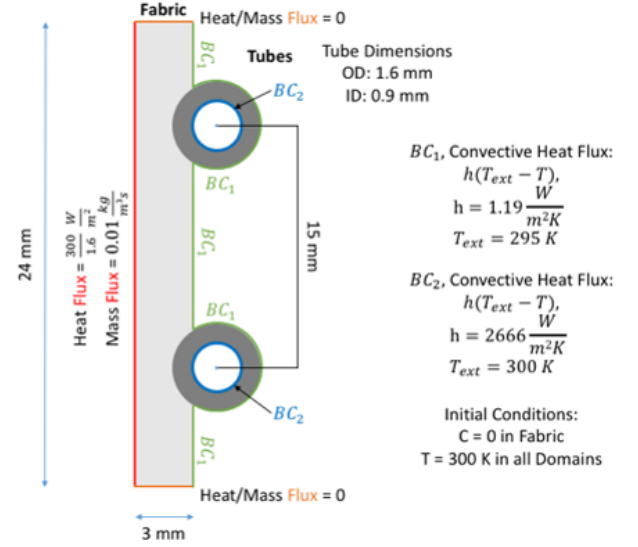 Fabric
Heat/Mass Flux = 0
BC₁
Tubes
Tube Dimensions
OD: 1.6 mm
ID: 0.9 mm
BC₂
BC₁
24 mm
Heat Flux = 300/1.6 W/m²
Mass Flux = 0.01 kg/m³s
BC₁
15 mm
BC₁
BC₂
BC₁
Heat/Mass Flux = 0
3 mm
BC₁, Convective Heat Flux:
h(Tₑₓₜ − T),
h = 1.19 W/m²K
Tₑₓₜ = 295 K
BC₂, Convective Heat Flux:
h(Tₑₓₜ − T),
h = 2666 W/m²K
Tₑₓₜ = 300 K
Initial Conditions:
C = 0 in Fabric
T = 300 K in all Domains